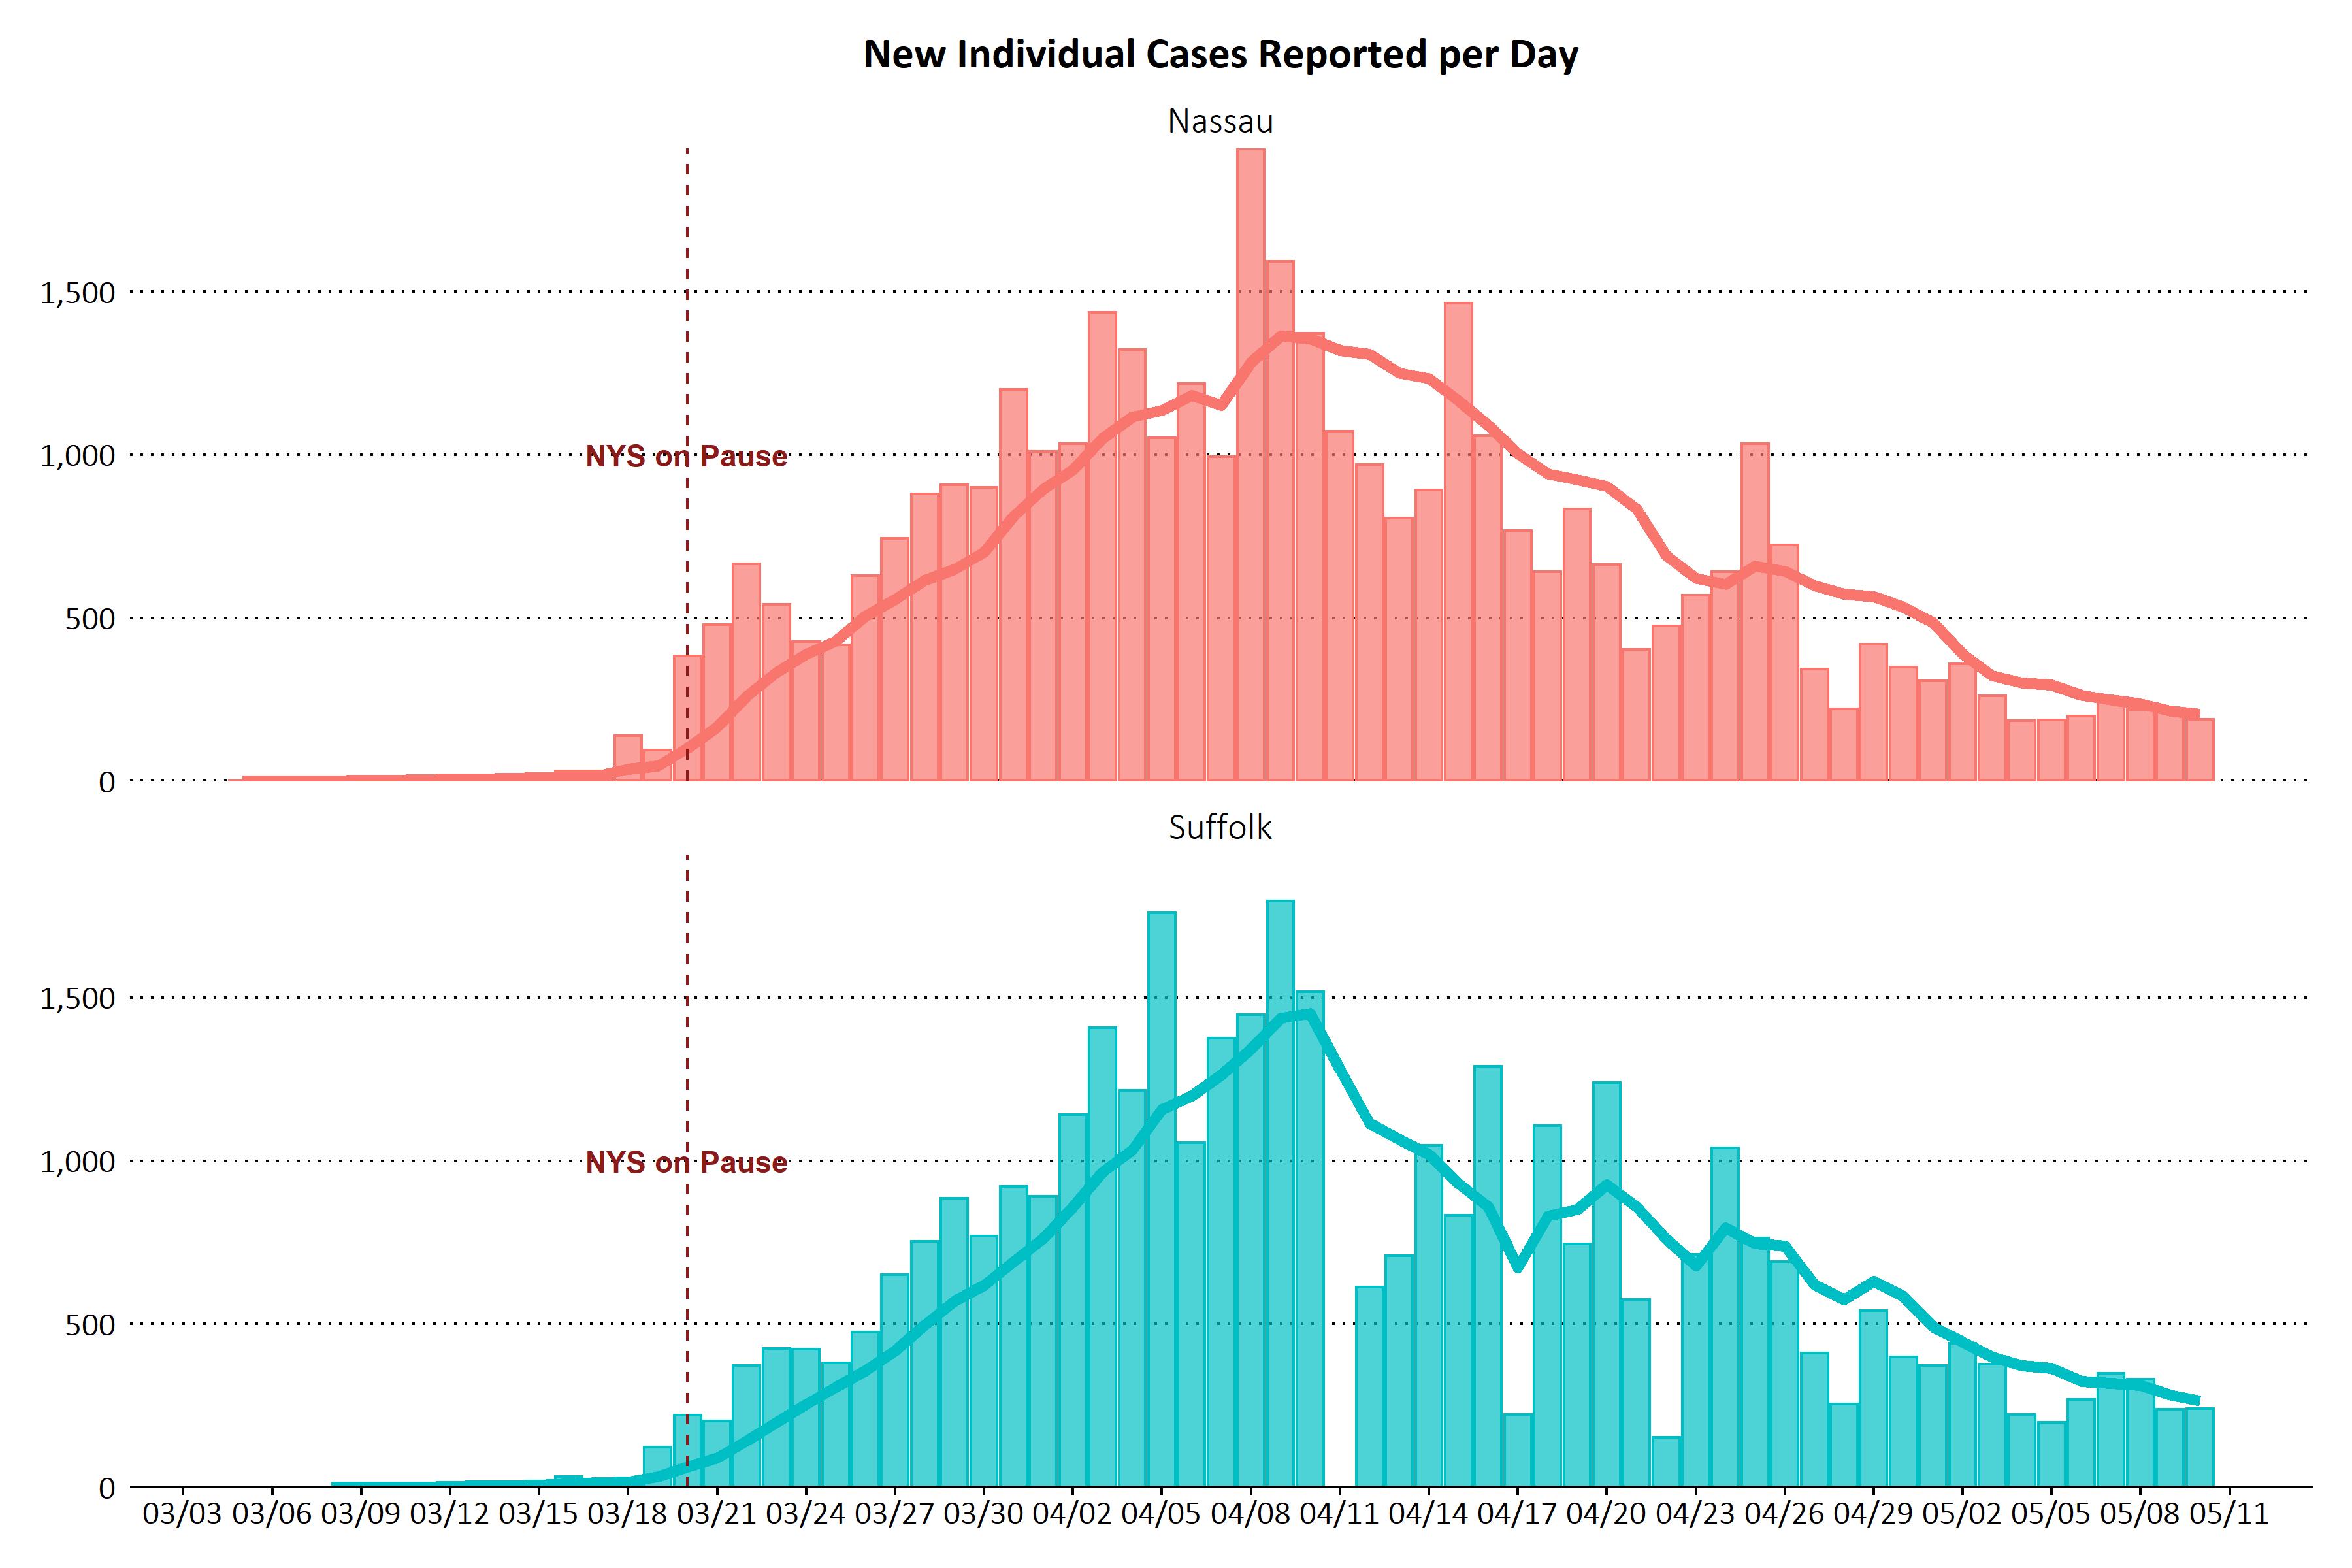 New Individual Cases Reported per Day
Nassau
1,500
1,000
NYS on Pause
500
0
Suffolk
1,500
1,000
NYS on Pause
500
0
03/03 03/06 03/09 03/12 03/15 03/18 03/21 03/24 03/27 03/30 04/02 04/05 04/08 04/11 04/14 04/17 04/20 04/23 04/26 04/29 05/02 05/05 05/08 05/11